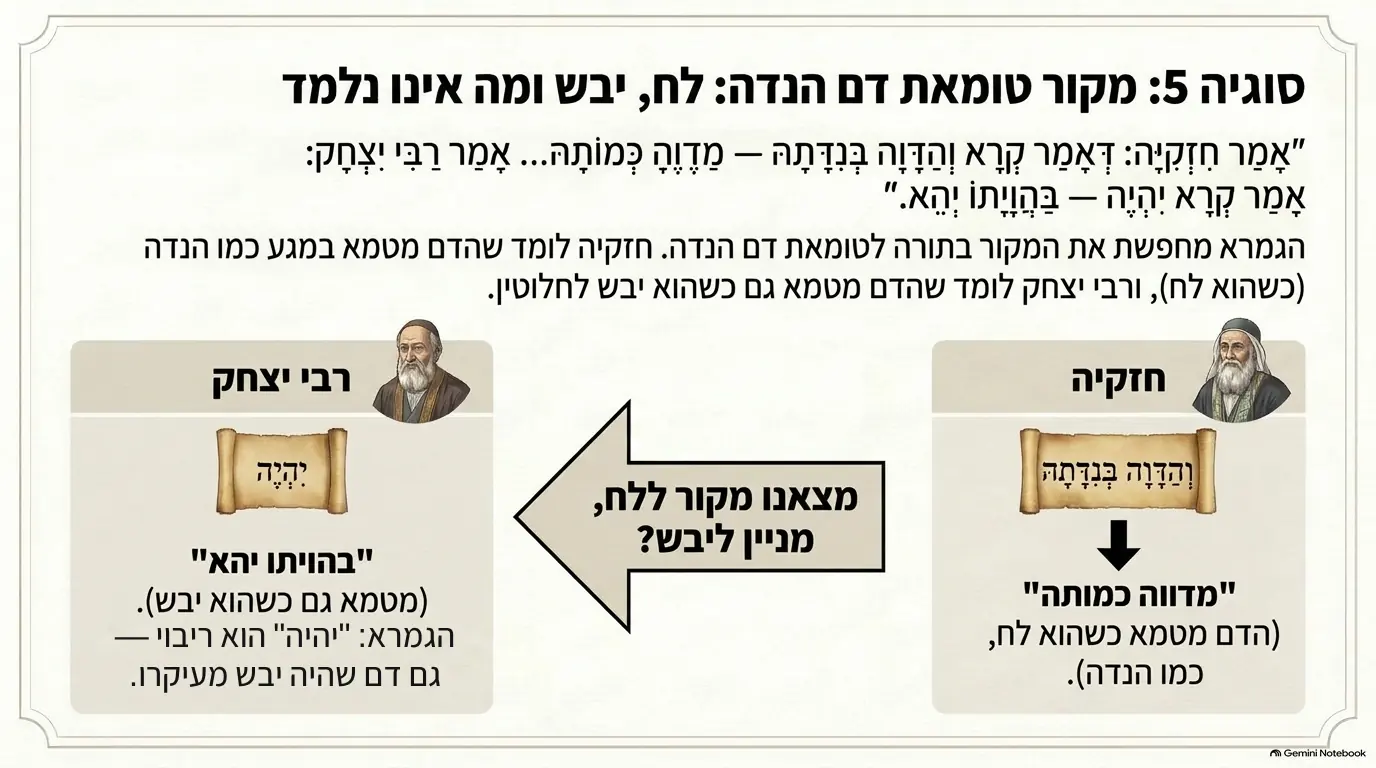 סוגיה 5: מקור טומאת דם הנדה: לח, יבש ומה אינו נלמד
"אָמַר חִזְקִיָּה: דְּאָמַר קְרָא וְהַדָּוָה בְּנִדָּתָהּ — מַדְוֶהָ כְּמוֹתָהּ... אָמַר רַבִּי יִצְחָק:
אָמַר קְרָא יִהְיֶה — בַּהֲוָיָתוֹ יְהֵא."
הגמרא מחפשת את המקור בתורה לטומאת דם הנדה. חזקיה לומד שהדם מטמא במגע כמו הנדה
(כשהוא לח), ורבי יצחק לומד שהדם מטמא גם כשהוא יבש לחלוטין.
חזקיה
וְהַדָּוָה בְּנִדָּתָהּ
"מדווה כמותה"
(הדם מטמא כשהוא לח,
כמו הנדה).
מצאנו מקור ללח,
מניין ליבש?
רבי יצחק
יִהְיֶה
"בהויתו יהא"
(מטמא גם כשהוא יבש).
הגמרא: "יהיה" הוא ריבוי —
גם דם שהיה יבש מעיקרו.
Gemini Notebook